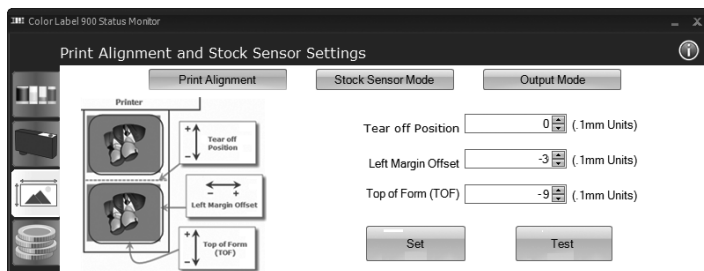 Color Label 900 Status Monitor
Print Alignment and Stock Sensor Settings
Print Alignment Stock Sensor Mode Output Mode
Printer
+
Tear off
Position
-
- +
Left Margin Offset
+
Top of Form
(TOF)
-
Tear off Position 0 (.1mm Units)
Left Margin Offset -3 (.1mm Units)
Top of Form (TOF) -9 (.1mm Units)
Set Test